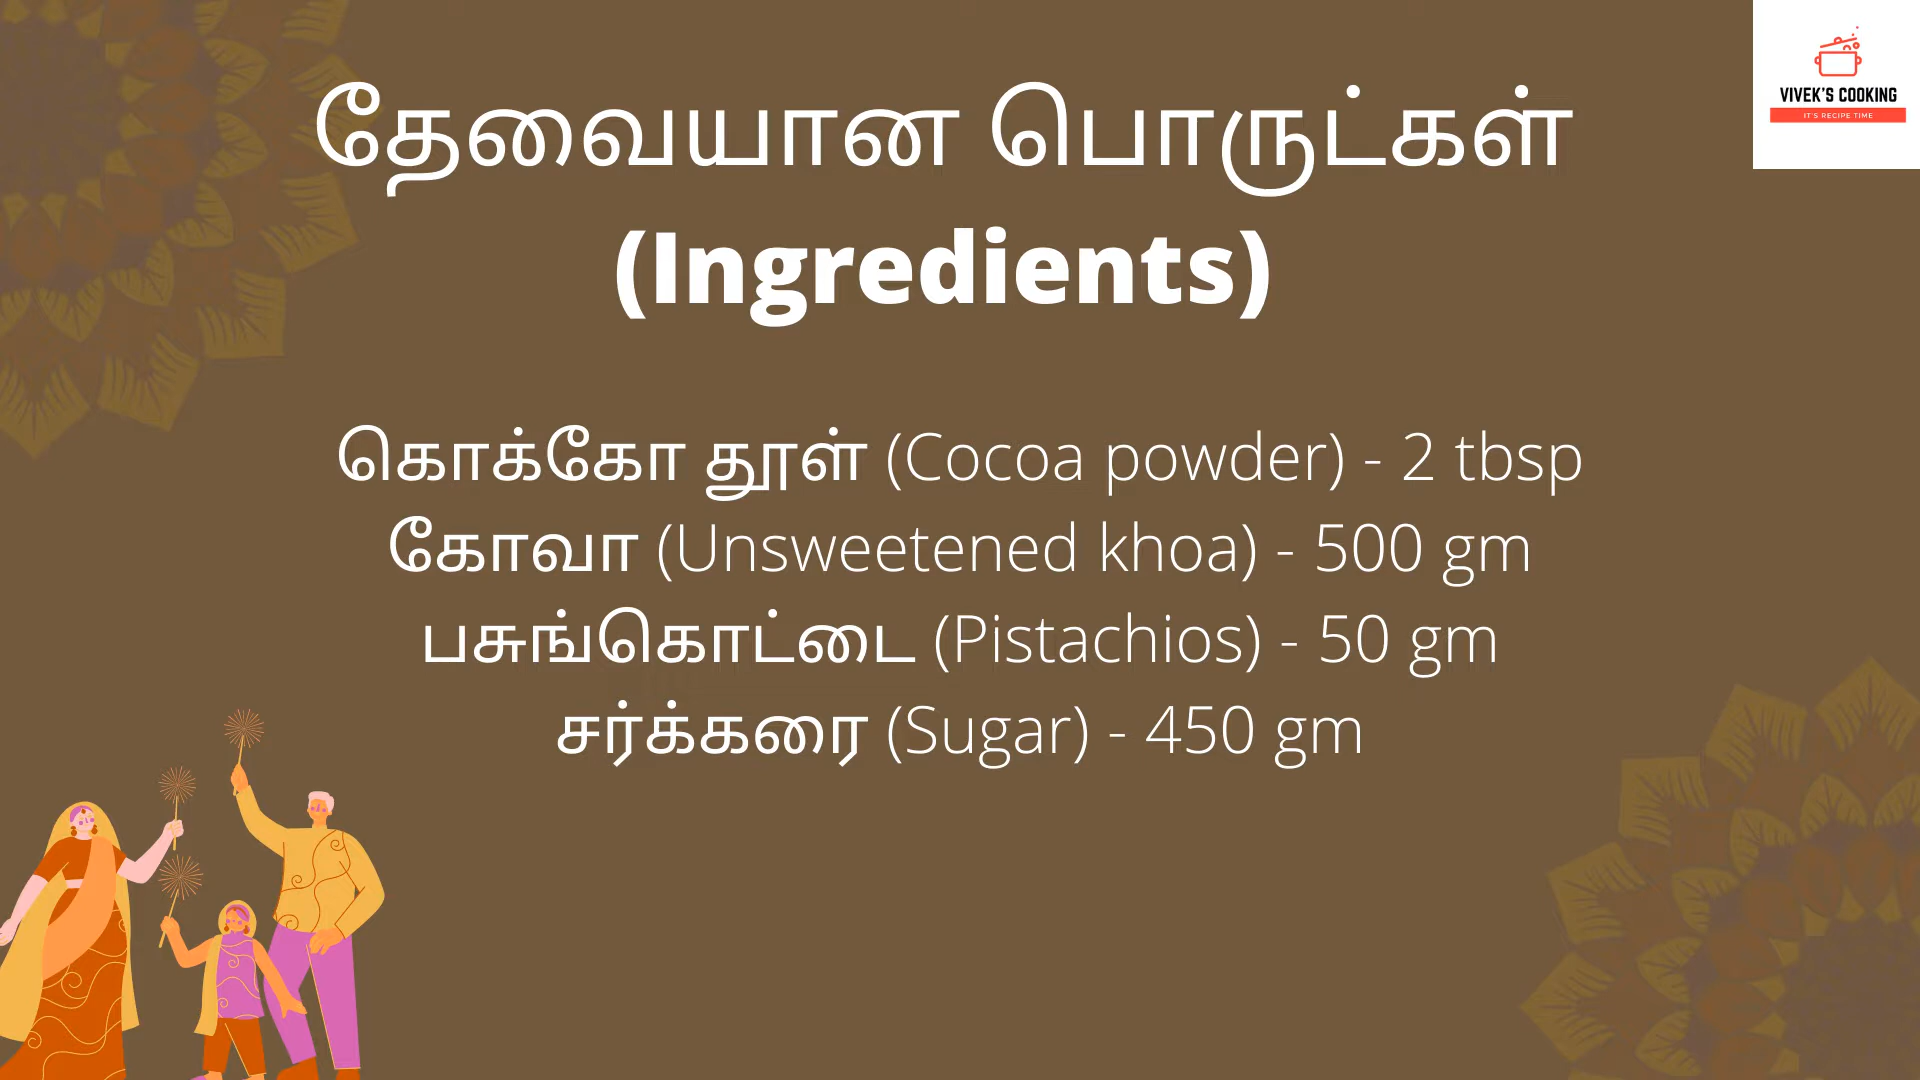 தேவையான பொருட்கள்
(Ingredients)
கொக்கோ தூள் (Cocoa powder) - 2 tbsp
கோவா (Unsweetened khoa) - 500 gm
பசுங்கொட்டை (Pistachios) - 50 gm
சர்க்கரை (Sugar) - 450 gm
VIVEK'S COOKING
IT'S RECIPE TIME